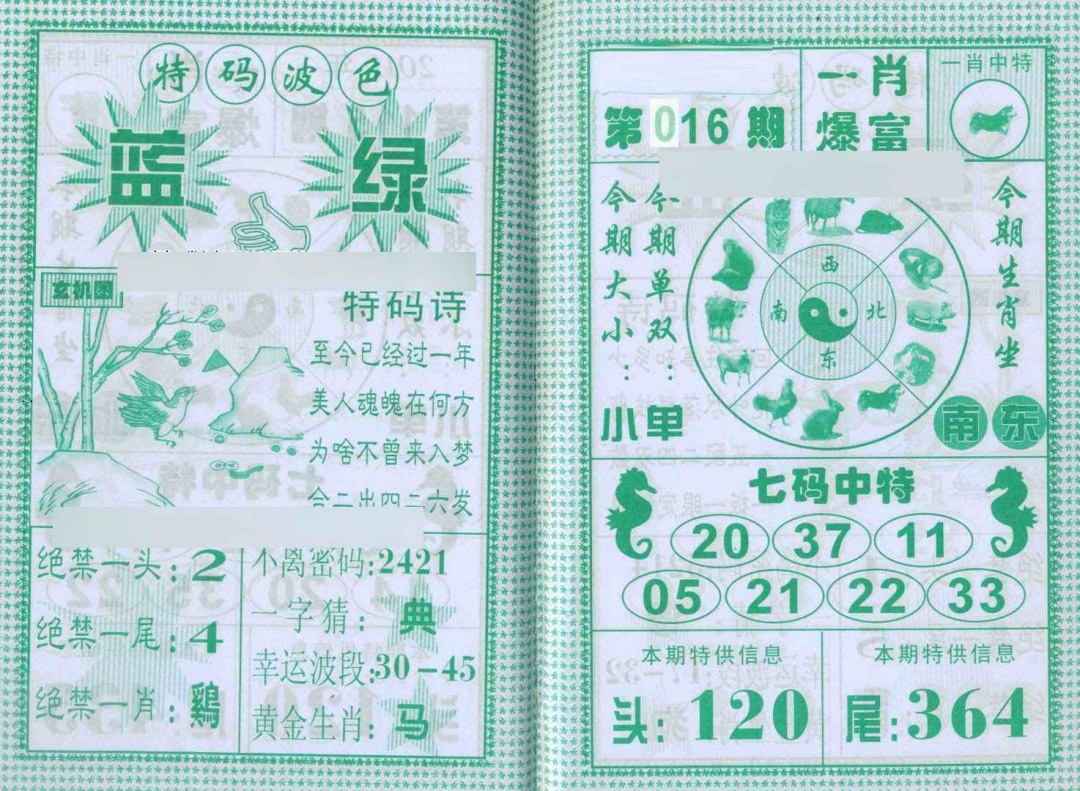 特码波色
蓝 绿
玄机图
特码诗
至今已经过一年
美人魂魄在何方
为啥不曾来入梦
合二出四二六发
绝禁一头:2
绝禁一尾:4
绝禁一肖:鷄
不离密码:2421
一字猜:典
幸运波段:30-45
黄金生肖:马
第016期
一肖
爆富
一肖中特
今期大小:小
今期单双:单
西
南 北
东
今期生肖坐
南 东
七码中特
20 37 11
05 21 22 33
本期特供信息
头:120
本期特供信息
尾:364